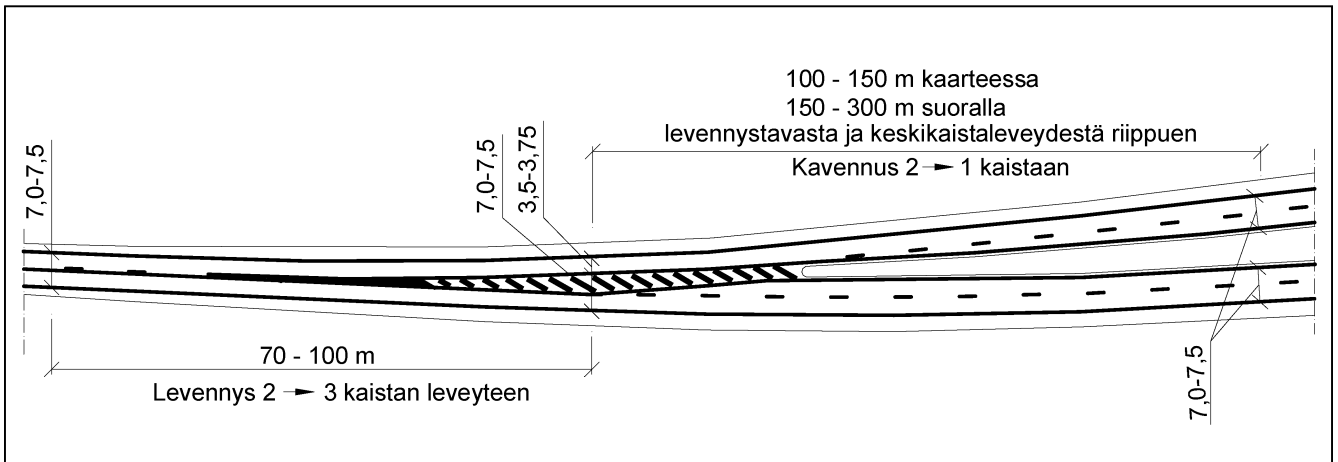 100 - 150 m kaarteessa
150 - 300 m suoralla
levennystavasta ja keskikaistaleveydestä riippuen
Kavennus 2 → 1 kaistaan
7,0-7,5
7,0-7,5
3,5-3,75
70 - 100 m
Levennys 2 → 3 kaistan leveyteen
7,0-7,5